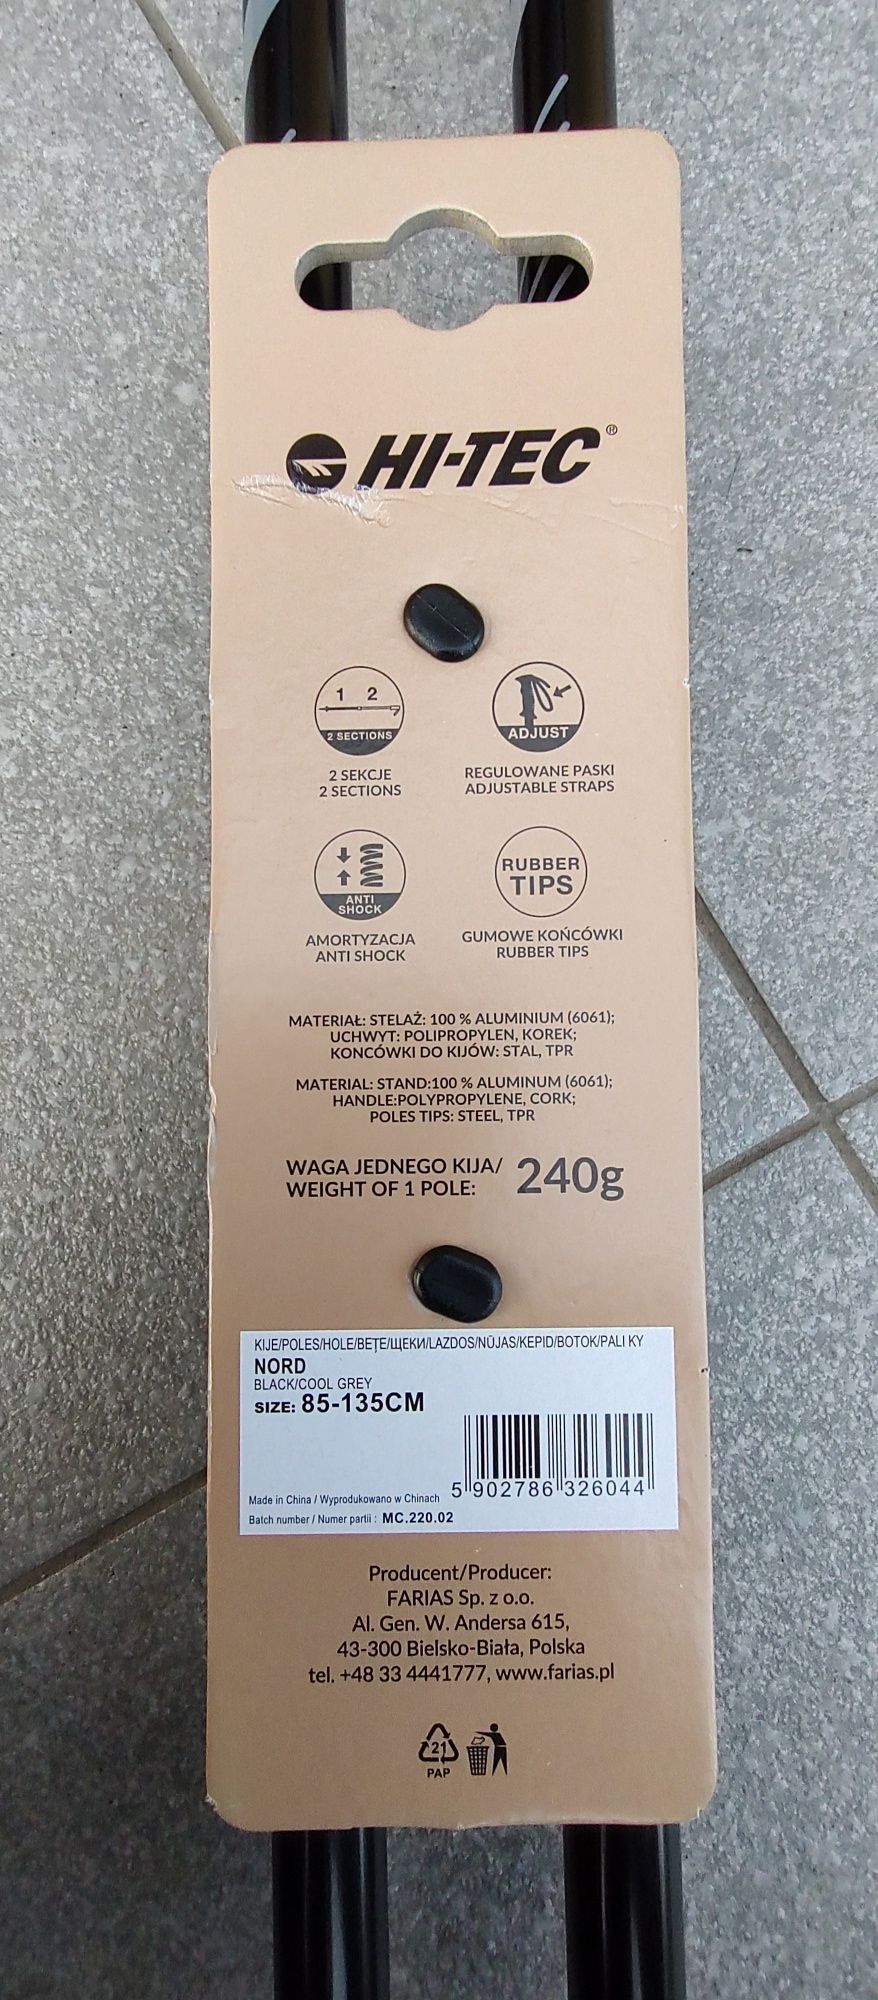 HI-TEC®
1 2
2 SECTIONS
2 SEKCJE
2 SECTIONS
ADJUST
REGULOWANE PASKI
ADJUSTABLE STRAPS
ANTI
SHOCK
AMORTYZACJA
ANTI SHOCK
RUBBER
TIPS
GUMOWE KOŃCÓWKI
RUBBER TIPS
MATERIAŁ: STELAŻ: 100 % ALUMINIUM (6061);
UCHWYT: POLIPROPYLEN, KOREK;
KONCÓWKI DO KIJÓW: STAL, TPR
MATERIAL: STAND:100 % ALUMINUM (6061);
HANDLE:POLYPROPYLENE, CORK;
POLES TIPS: STEEL, TPR
WAGA JEDNEGO KIJA/
WEIGHT OF 1 POLE:
240g
KIJE/POLES/HOLE/BEȚE/ЩЕКИ/LAZDOS/NŪJAS/KEPID/BOTOK/PALI KY
NORD
BLACK/COOL GREY
SIZE: 85-135CM
5 902786 326044
Made in China / Wyprodukowano w Chinach
Batch number / Numer partii : MC.220.02
Producent/Producer:
FARIAS Sp. z o.o.
Al. Gen. W. Andersa 615,
43-300 Bielsko-Biała, Polska
tel. +48 33 4441777, www.farias.pl
21
PAP